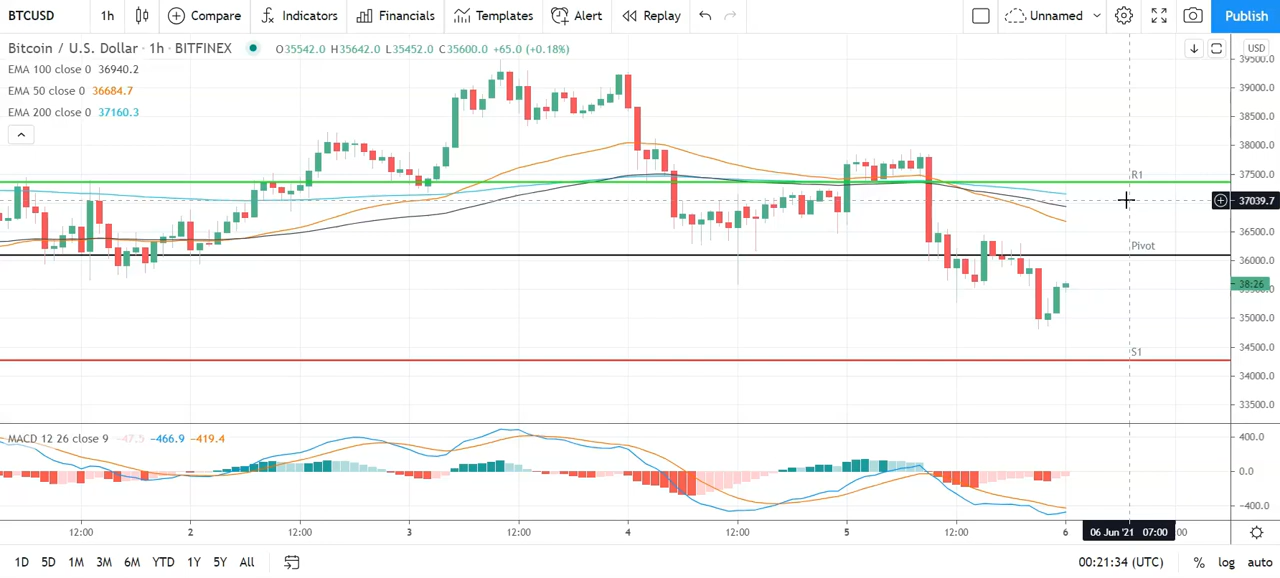 BTCUSD 1h Compare Indicators Financials Templates Alert Replay Unnamed Publish
Bitcoin / U.S. Dollar · 1h · BITFINEX O35542.0 H35642.0 L35452.0 C35600.0 +65.0 (+0.18%)
USD
EMA 100 close 0 36940.2
EMA 50 close 0 36684.7
EMA 200 close 0 37160.3
39500.0
39000.0
38500.0
38000.0
37500.0
R1
37039.7
36500.0
Pivot
36000.0
38:26
35000.0
34500.0
S1
34000.0
33500.0
MACD 12 26 close 9 -47.5 -466.9 -419.4
400.0
0.0
-400.0
12:00 2 12:00 3 12:00 4 12:00 5 12:00 6 06 Jun '21 07:00
1D 5D 1M 3M 6M YTD 1Y 5Y All 00:21:34 (UTC) % log auto